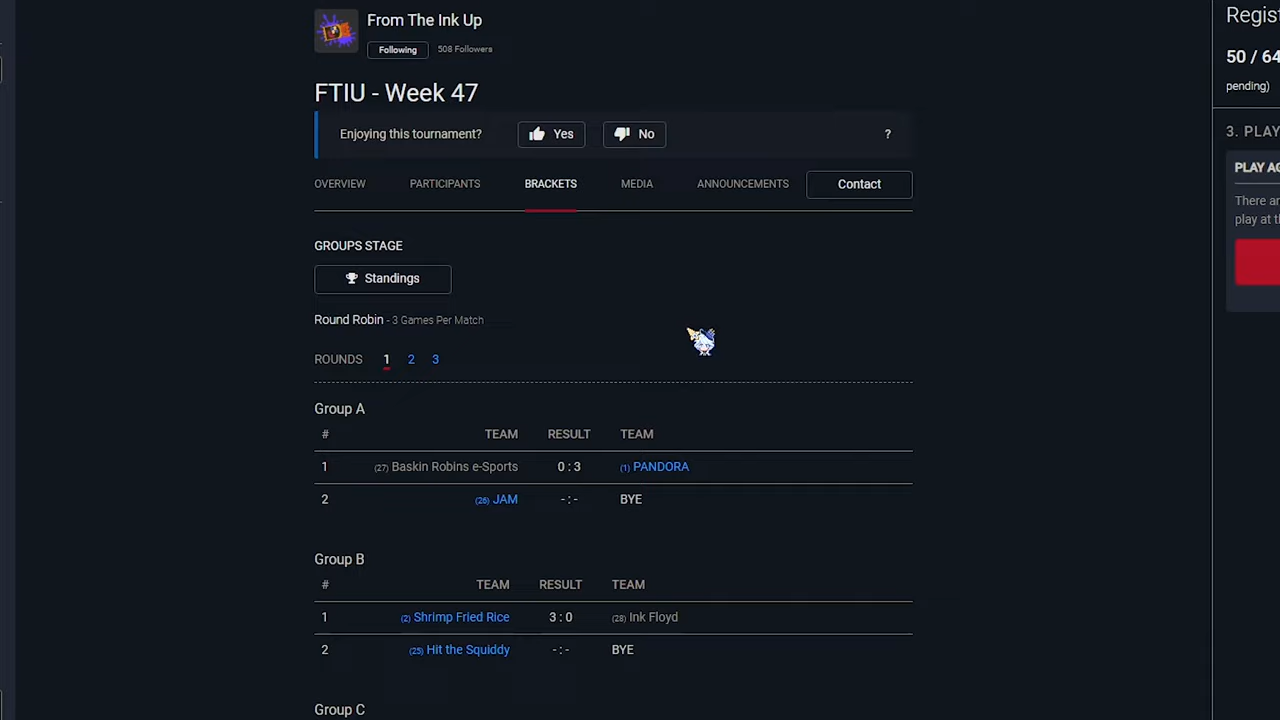 From The Ink Up
Following 508 Followers
FTIU - Week 47
Enjoying this tournament? Yes No ?
OVERVIEW PARTICIPANTS BRACKETS MEDIA ANNOUNCEMENTS Contact
GROUPS STAGE
Standings
Round Robin - 3 Games Per Match
ROUNDS 1 2 3
Group A
# TEAM RESULT TEAM
1 (27) Baskin Robins e-Sports 0 : 3 (1) PANDORA
2 (26) JAM - : - BYE
Group B
# TEAM RESULT TEAM
1 (2) Shrimp Fried Rice 3 : 0 (28) Ink Floyd
2 (25) Hit the Squiddy - : - BYE
Group C
Regis
50 / 64
pending)
3. PLAY
PLAY AG
There ar
play at th